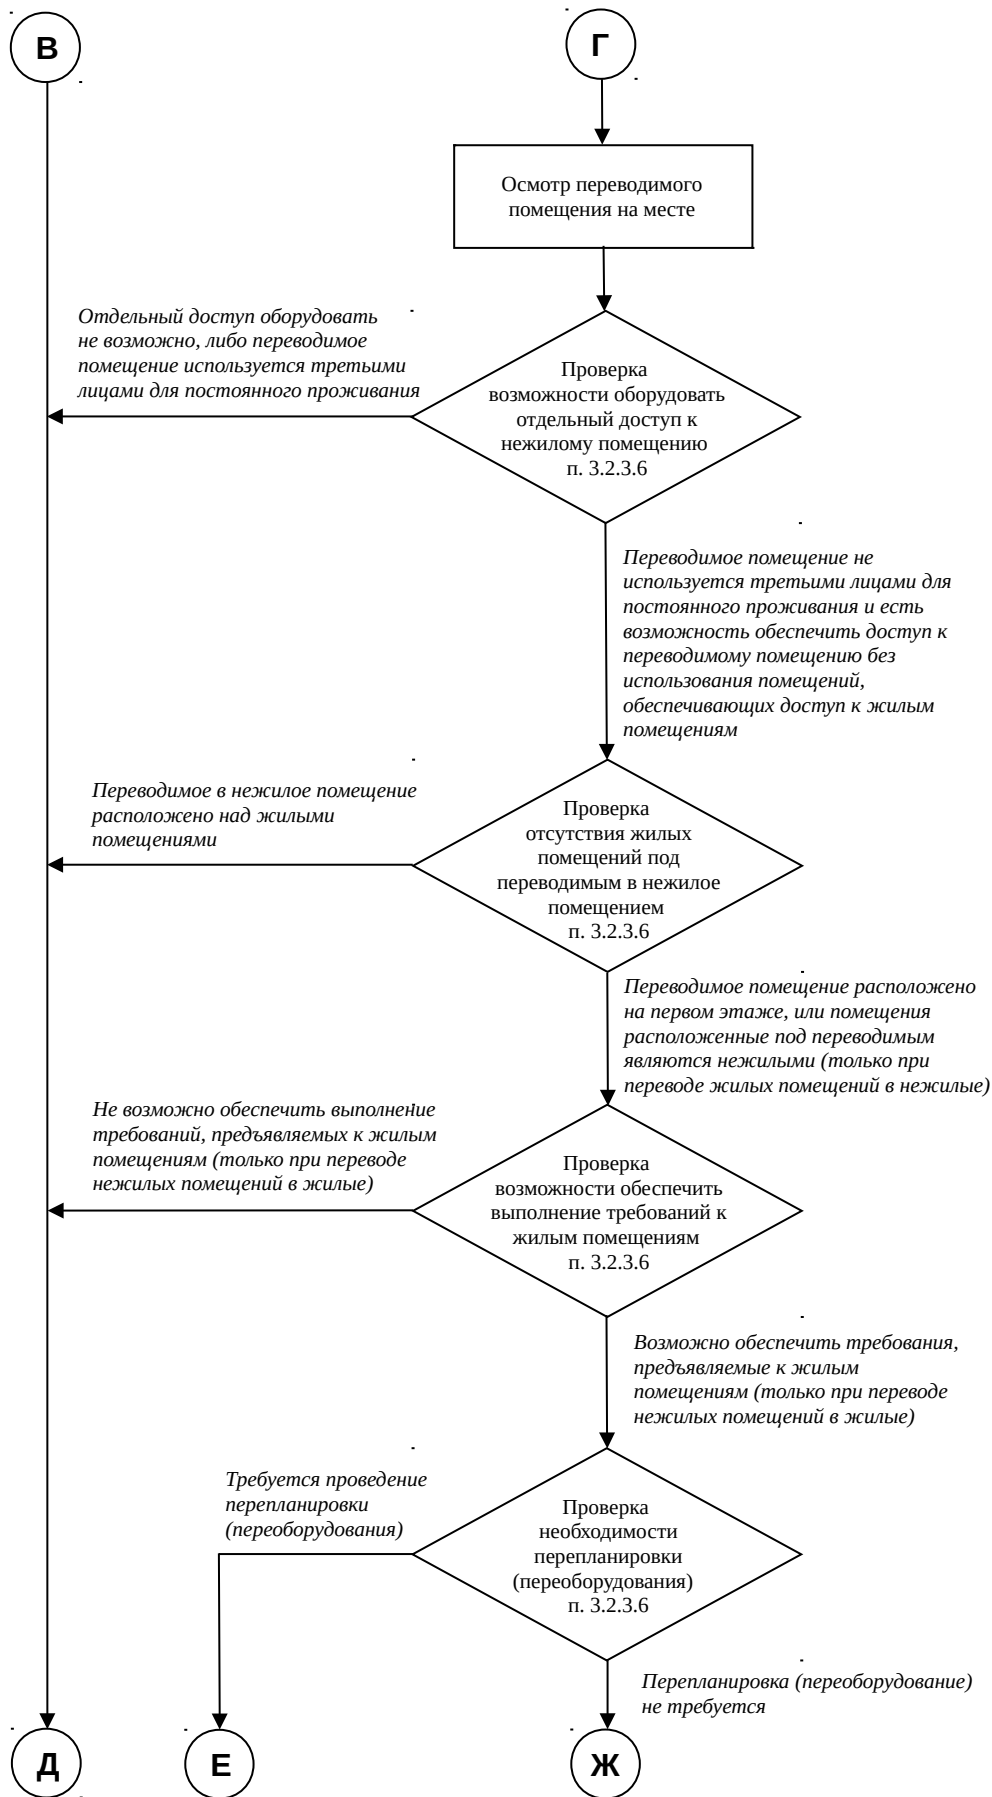 В
Г
Осмотр переводимого
помещения на месте
Отдельный доступ оборудовать
не возможно, либо переводимое
помещение используется третьими
лицами для постоянного проживания
Проверка
возможности оборудовать
отдельный доступ к
нежилому помещению
п. 3.2.3.6
Переводимое помещение не
используется третьими лицами для
постоянного проживания и есть
возможность обеспечить доступ к
переводимому помещению без
использования помещений,
обеспечивающих доступ к жилым
помещениям
Переводимое в нежилое помещение
расположено над жилыми
помещениями
Проверка
отсутствия жилых
помещений под
переводимым в нежилое
помещением
п. 3.2.3.6
Переводимое помещение расположено
на первом этаже, или помещения
расположенные под переводимым
являются нежилыми (только при
переводе жилых помещений в нежилые)
Не возможно обеспечить выполнение
требований, предъявляемых к жилым
помещениям (только при переводе
нежилых помещений в жилые)
Проверка
возможности обеспечить
выполнение требований к
жилым помещениям
п. 3.2.3.6
Возможно обеспечить требования,
предъявляемые к жилым
помещениям (только при переводе
нежилых помещений в жилые)
Требуется проведение
перепланировки
(переоборудования)
Проверка
необходимости
перепланировки
(переоборудования)
п. 3.2.3.6
Перепланировка (переоборудование)
не требуется
Д
Е
Ж